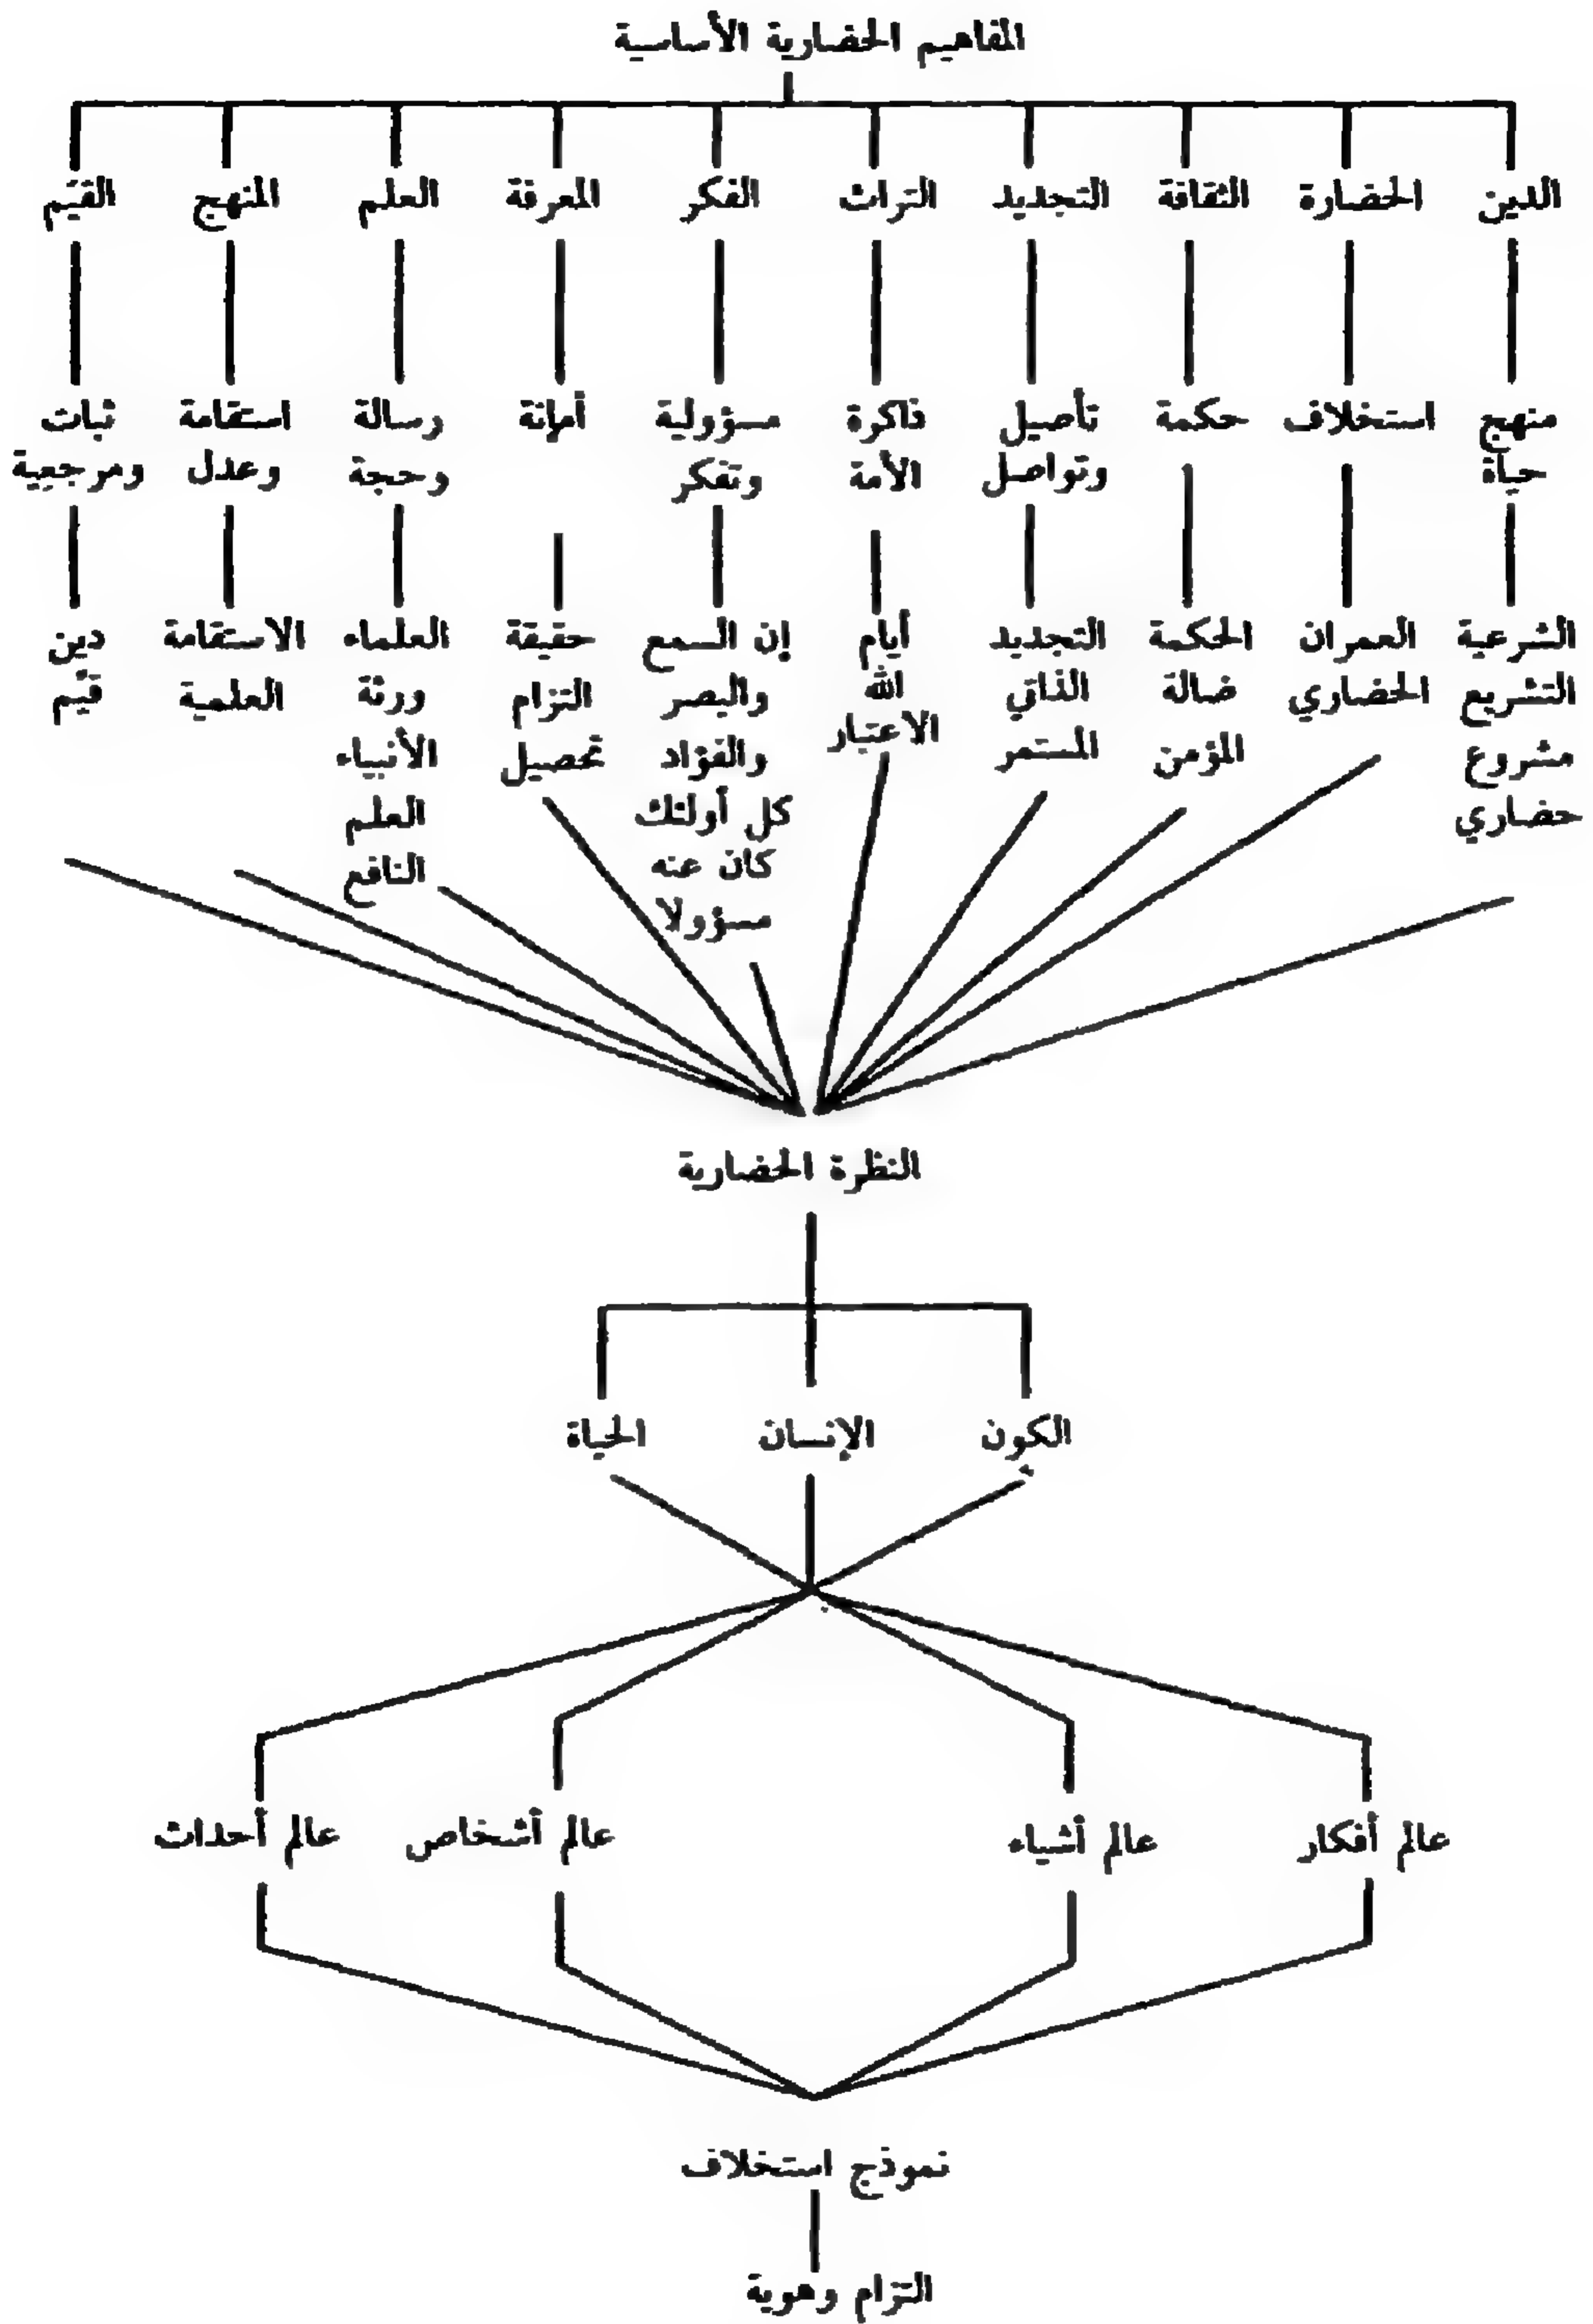 المفاهيم الحضارية الأساسية
الدين
الحضارة
الثقافة
التجديد
التراث
الفكر
المعرفة
العلم
المنهج
القيم
منهج
حياة
استخلاف
حكمة
تأصيل
وتواصل
ذاكرة
الأمة
مسؤولية
وتفكر
أمانة
رسالة
وحجة
استقامة
وعدل
ثبات
ومرجعية
الشرعية
التشريع
مشروع
حضاري
العمران
الحضاري
الحكمة
ضالة
المؤمن
التجديد
الذاتي
المستمر
أيام
الله
الاعتبار
إن السمع
والبصر
والفؤاد
كل أولئك
كان عنه
مسؤولا
حقيقة
التزام
تحصيل
العلماء
ورثة
الأنبياء
العلم
النافع
الاستقامة
العلمية
دين
قيم
النظرة الحضارية
الكون
الإنسان
الحياة
عالم أفكار
عالم أشياء
عالم أشخاص
عالم أحداث
نموذج استخلاف
التزام وهوية